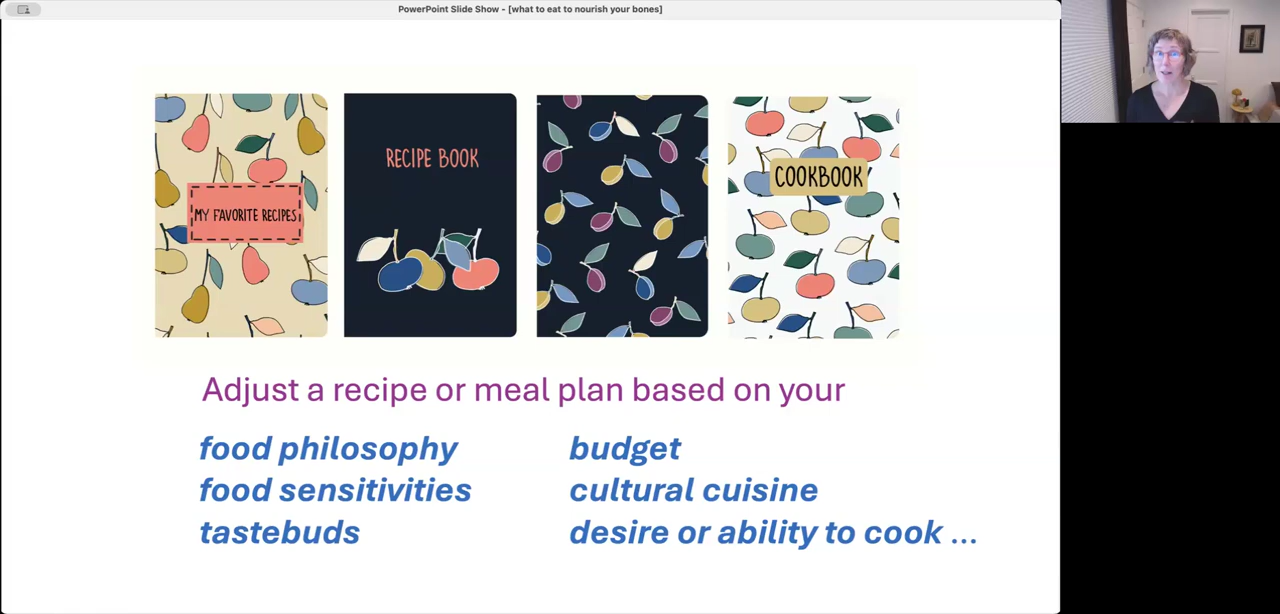 PowerPoint Slide Show - [what to eat to nourish your bones]
MY FAVORITE RECIPES
RECIPE BOOK
COOKBOOK
Adjust a recipe or meal plan based on your
food philosophy
food sensitivities
tastebuds
budget
cultural cuisine
desire or ability to cook ...